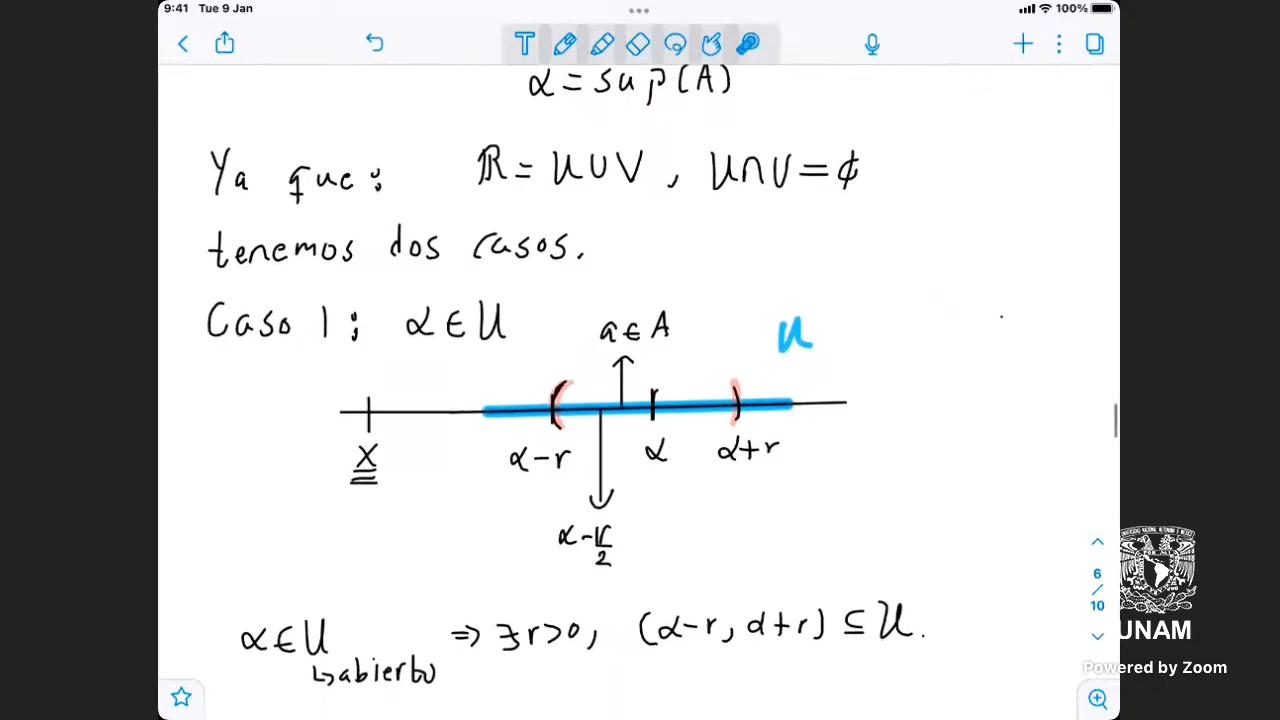 9:41 Tue 9 Jan
100%
α = sup(A)
Ya que: ℝ = U ∪ V, U ∩ V = ∅
tenemos dos casos.
Caso 1: α ∈ U
a ∈ A
U
x
α-r
α
α+r
α-r/2
6
/
10
α ∈ U ⇒ ∃ r>0, (α-r, α+r) ⊆ U.
↳ abierto
UNAM
Powered by Zoom